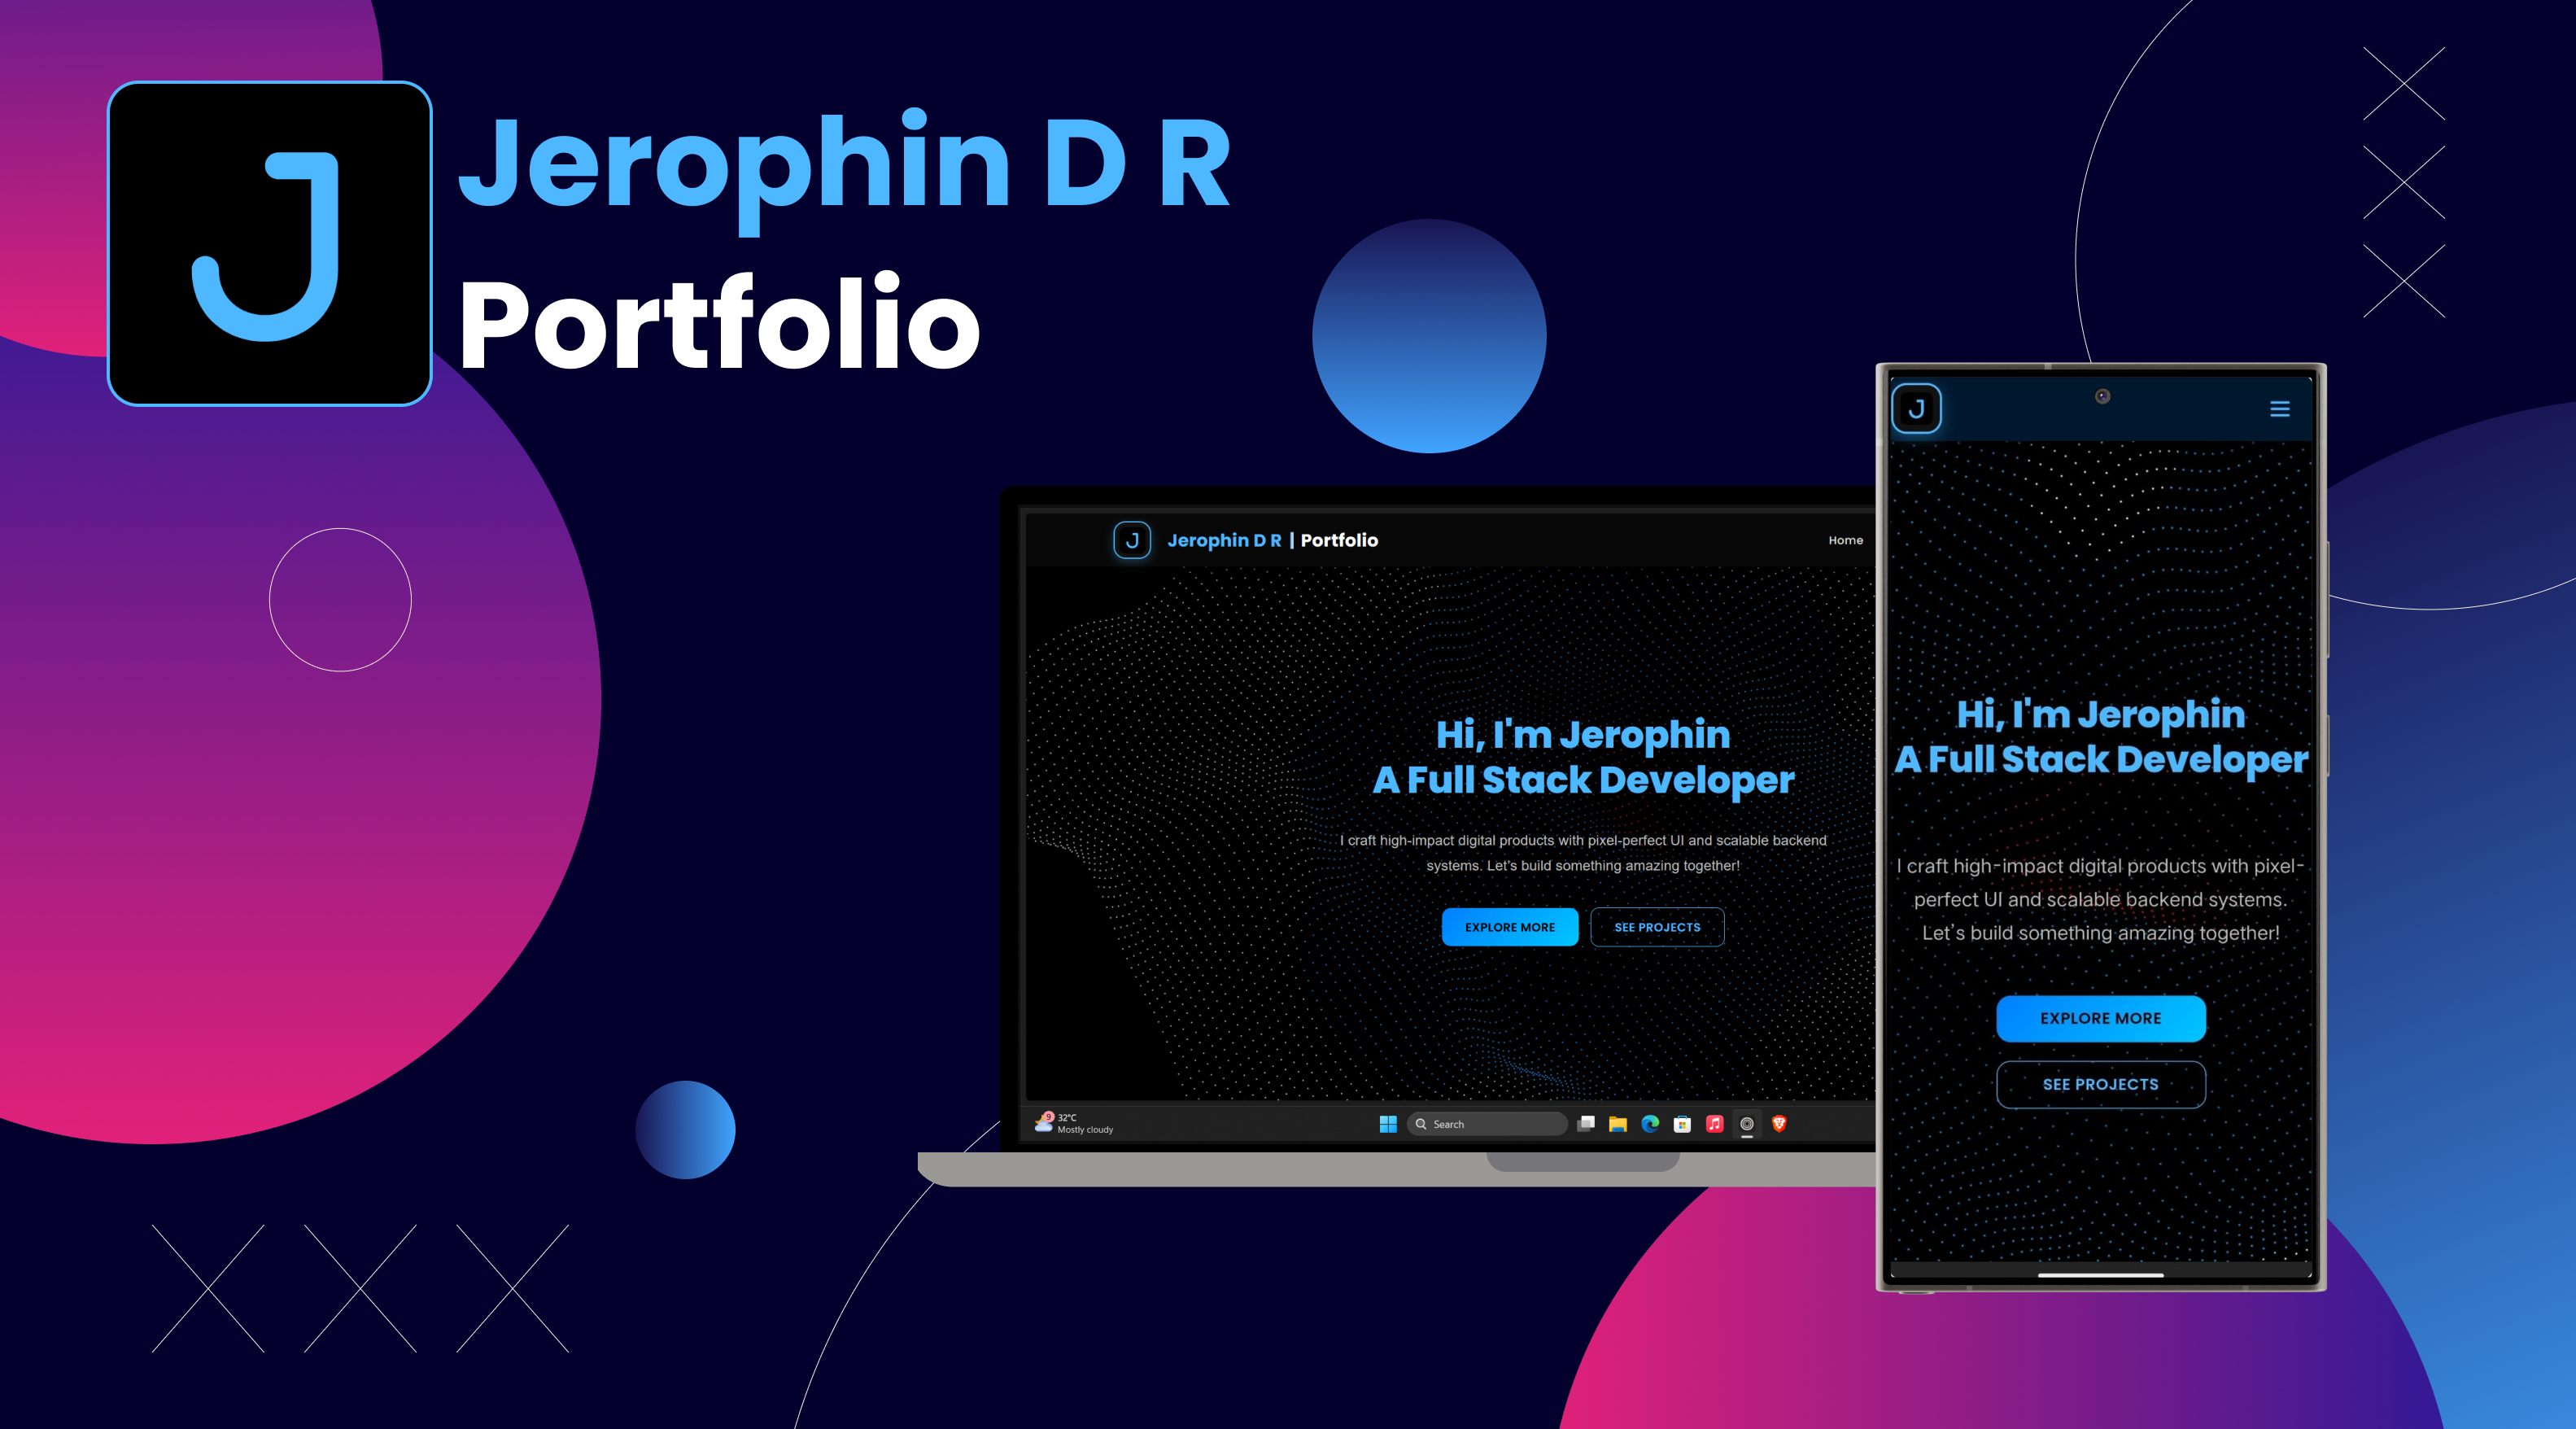 J
Jerophin D R
Portfolio
J
Jerophin D R | Portfolio
Home
Hi, I'm Jerophin
A Full Stack Developer
I craft high-impact digital products with pixel-perfect UI and scalable backend
systems. Let's build something amazing together!
EXPLORE MORE
SEE PROJECTS
9
32°C
Mostly cloudy
Search
J
Hi, I'm Jerophin
A Full Stack Developer
I craft high-impact digital products with pixel-
perfect UI and scalable backend systems.
Let's build something amazing together!
EXPLORE MORE
SEE PROJECTS